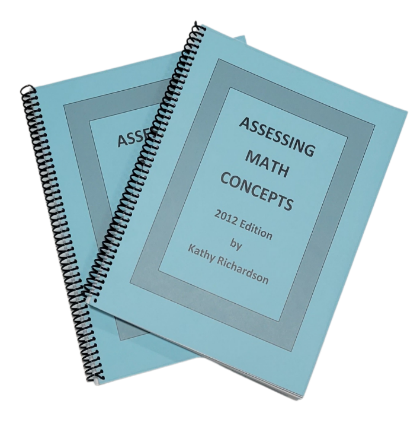 ASSESSING
MATH
CONCEPTS
2012 Edition
by
Kathy Richardson
ASSE